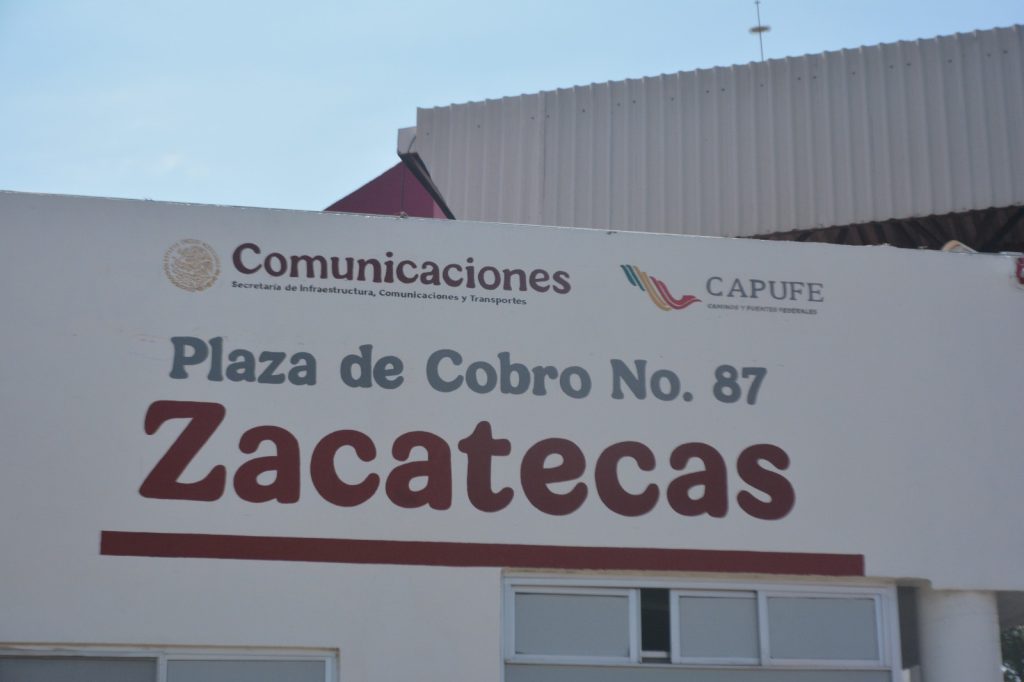 Comunicaciones
Secretaría de Infraestructura, Comunicaciones y Transportes
CAPUFE
CAMINOS Y PUENTES FEDERALES
Plaza de Cobro No. 87
Zacatecas